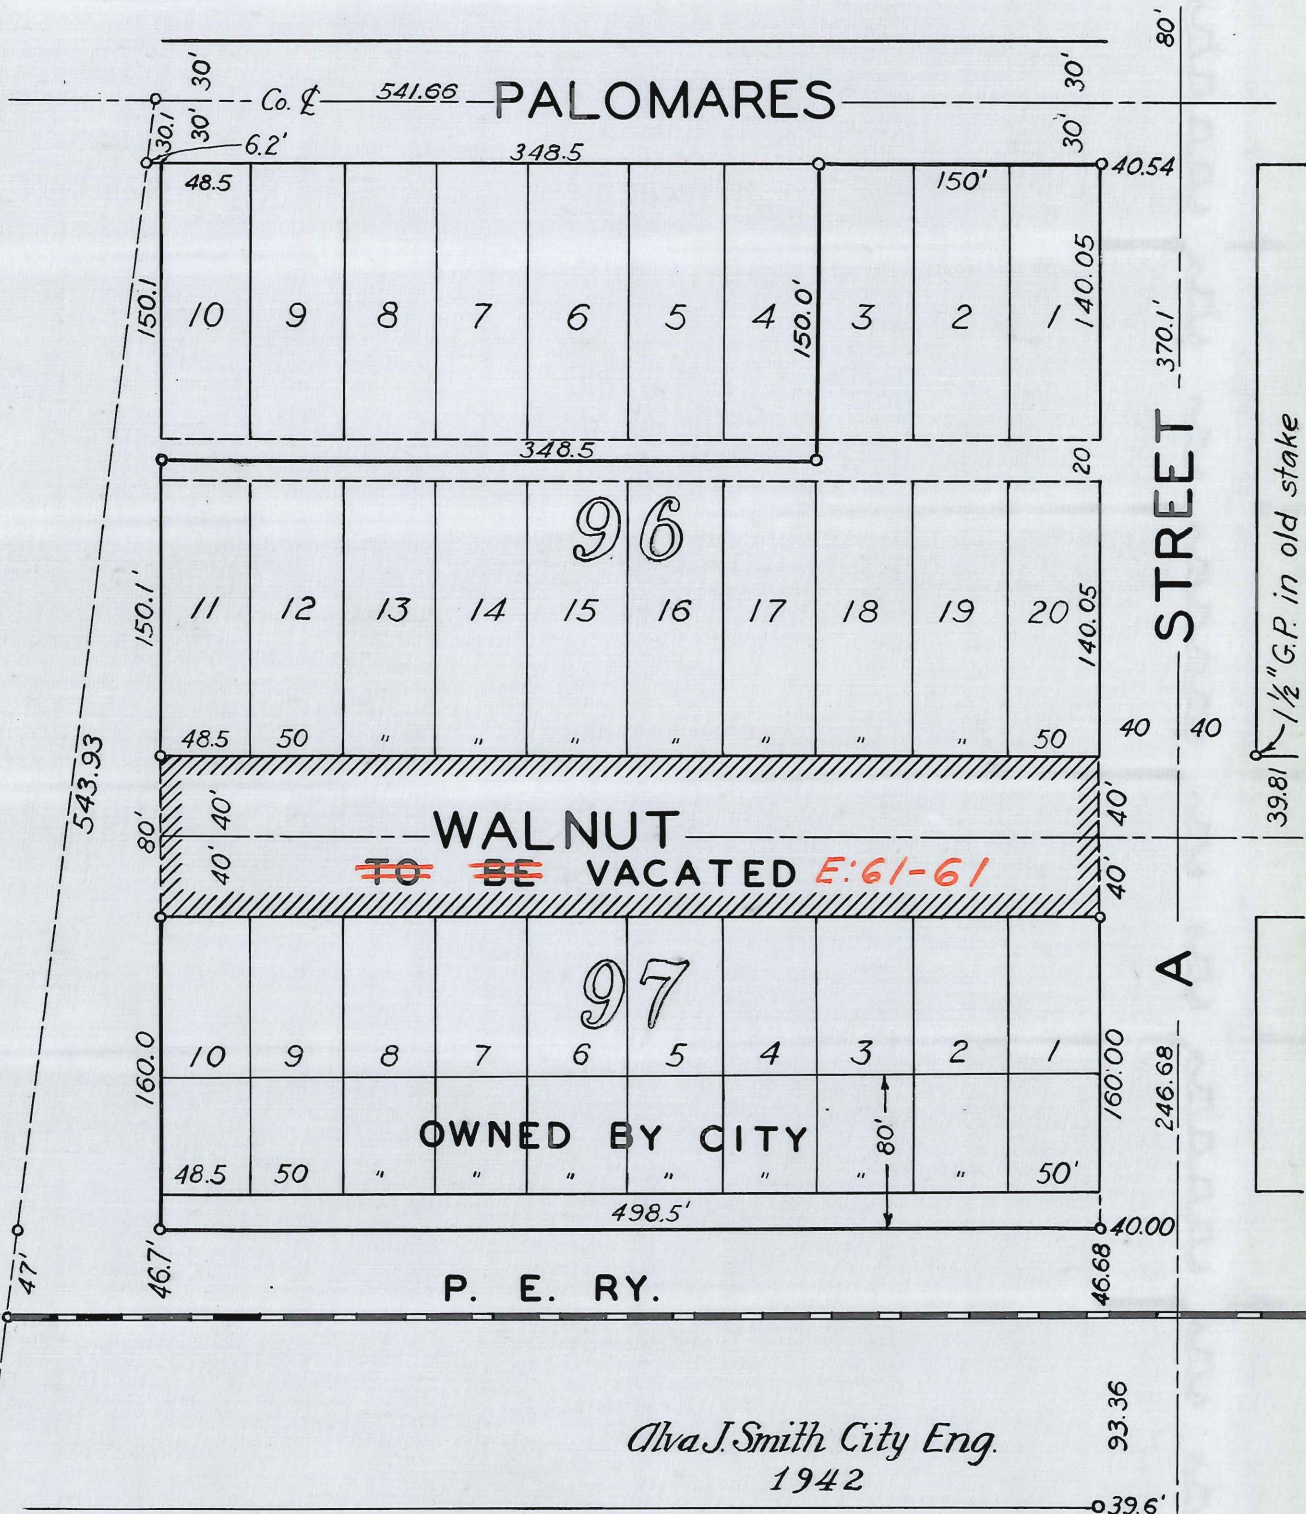 80'
30' 30'
Co. ℄ 541.66 PALOMARES
30.1 30' 30'
6.2' 348.5 40.54
48.5 150'
150.1 10 9 8 7 6 5 4 150.0' 3 2 1 140.05
370.1'
348.5 20
96
STREET
1½" G.P. in old stake
150.1' 11 12 13 14 15 16 17 18 19 20 140.05
48.5 50 " " " " " " " 50 40 40
543.93
39.81
80' 40' 40'
WALNUT
40' TO BE VACATED E:61-61 40'
97
A
160.0 10 9 8 7 6 5 4 3 2 1 160.00 246.68
OWNED BY CITY 80'
48.5 50 " " " " " " " 50'
498.5' 40.00
47' 46.7' P. E. RY. 46.68
93.36
Alva J. Smith City Eng.
1942
39.6'